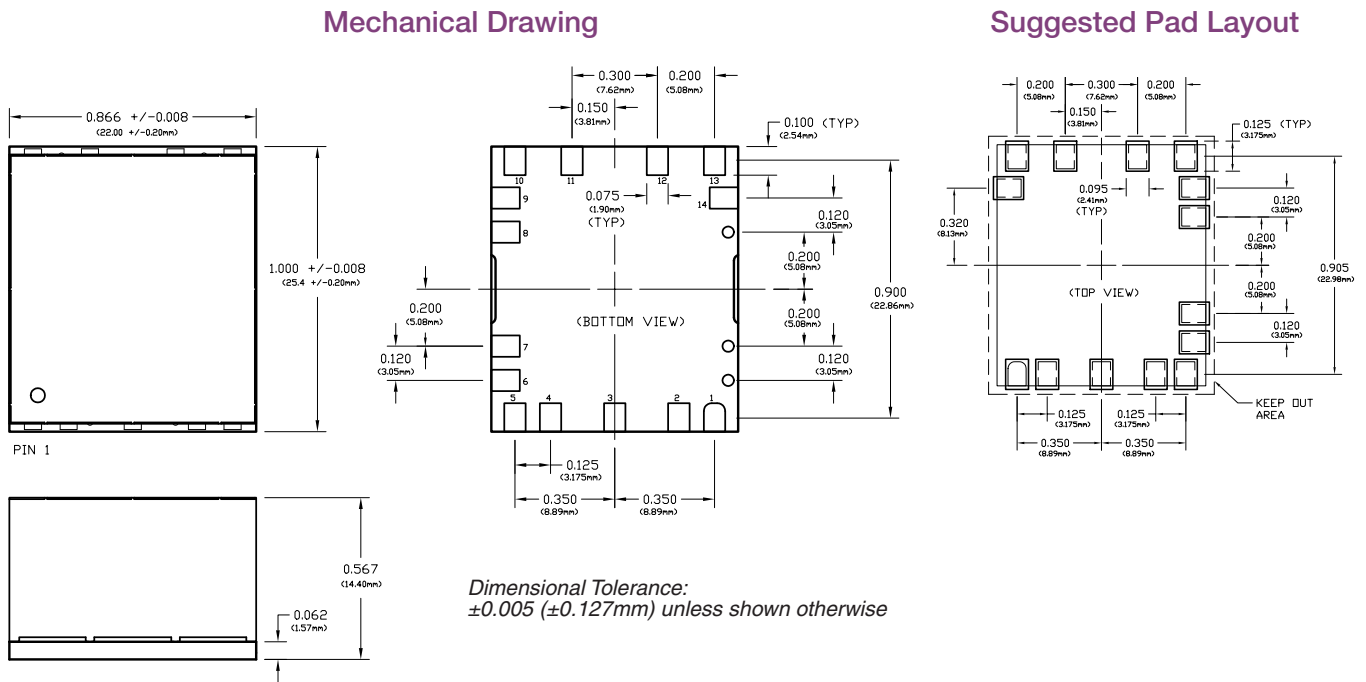 Mechanical Drawing
0.866 +/-0.008
(22.00 +/-0.20mm)
1.000 +/-0.008
(25.4 +/-0.20mm)
PIN 1
0.567
(14.40mm)
0.062
(1.57mm)
0.300
(7.62mm)
0.200
(5.08mm)
0.150
(3.81mm)
0.100 (TYP)
(2.54mm)
10
11
12
13
9
0.075
(1.90mm)
(TYP)
14
8
0.120
(3.05mm)
0.200
(5.08mm)
0.900
(22.86mm)
0.200
(5.08mm)
(BOTTOM VIEW)
0.200
(5.08mm)
0.120
(3.05mm)
7
0.120
(3.05mm)
6
5
4
3
2
1
0.125
(3.175mm)
0.350
(8.89mm)
0.350
(8.89mm)
Dimensional Tolerance:
±0.005 (±0.127mm) unless shown otherwise
Suggested Pad Layout
0.200
(5.08mm)
0.300
(7.62mm)
0.200
(5.08mm)
0.150
(3.81mm)
0.125 (TYP)
(3.175mm)
0.095
(2.41mm)
(TYP)
0.120
(3.05mm)
0.320
(8.13mm)
0.200
(5.08mm)
0.905
(22.98mm)
(TOP VIEW)
0.200
(5.08mm)
0.120
(3.05mm)
KEEP OUT
AREA
0.125
(3.175mm)
0.125
(3.175mm)
0.350
(8.89mm)
0.350
(8.89mm)